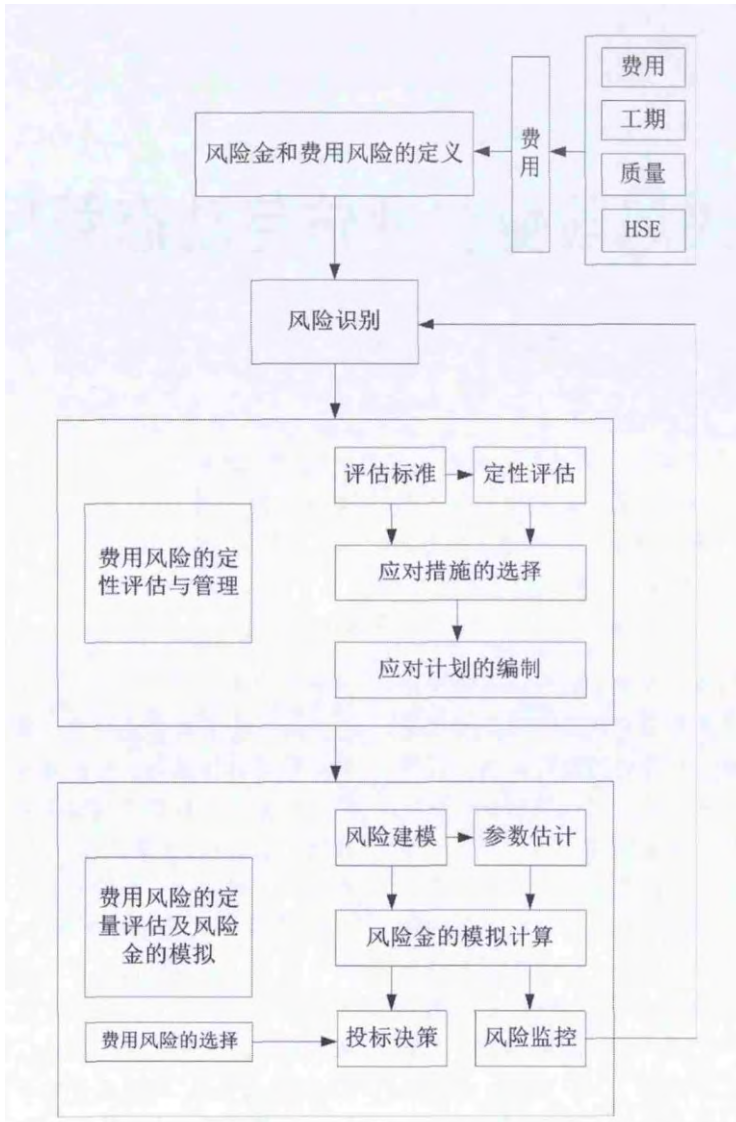 费用
工期
质量
HSE
费
用
风险金和费用风险的定义
风险识别
评估标准
定性评估
费用风险的定
性评估与管理
应对措施的选择
应对计划的编制
风险建模
参数估计
费用风险的定
量评估及风险
金的模拟
风险金的模拟计算
费用风险的选择
投标决策
风险监控